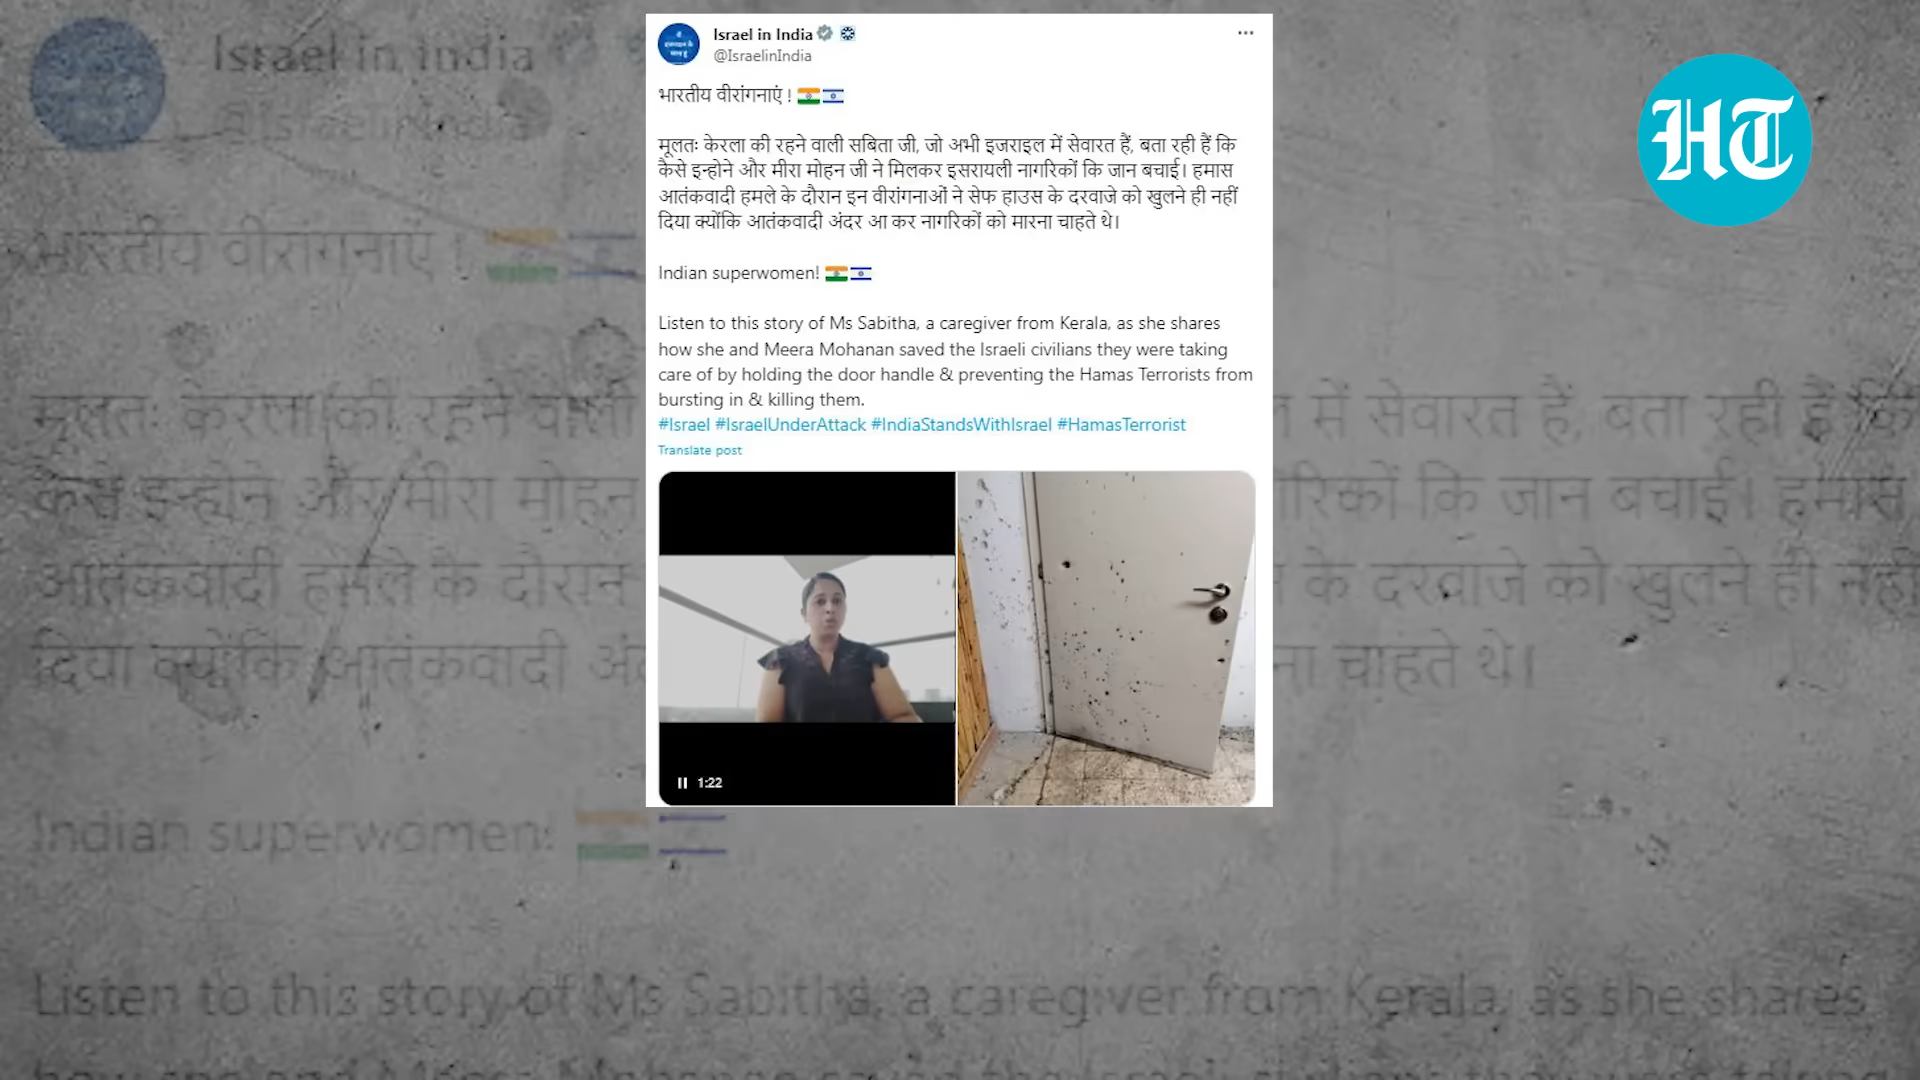 Israel in India
@IsraelinIndia
भारतीय वीरांगनाएं !
मूलतः केरला की रहने वाली सबिता जी, जो अभी इजराइल में सेवारत हैं, बता रही हैं कि
कैसे इन्होने और मीरा मोहन जी ने मिलकर इसरायली नागरिकों कि जान बचाई। हमास
आतंकवादी हमले के दौरान इन वीरांगनाओं ने सेफ हाउस के दरवाजे को खुलने ही नहीं
दिया क्योंकि आतंकवादी अंदर आ कर नागरिकों को मारना चाहते थे।
Indian superwomen!
Listen to this story of Ms Sabitha, a caregiver from Kerala, as she shares
how she and Meera Mohanan saved the Israeli civilians they were taking
care of by holding the door handle & preventing the Hamas Terrorists from
bursting in & killing them.
#Israel #IsraelUnderAttack #IndiaStandsWithIsrael #HamasTerrorist
Translate post
1:22
HT